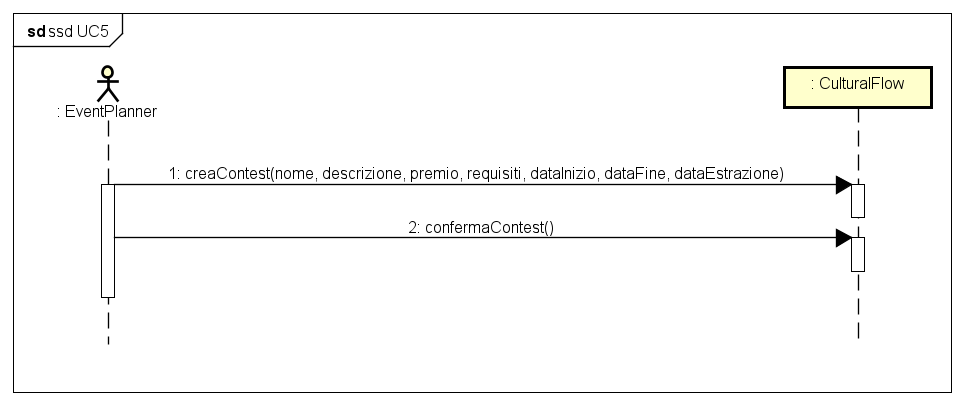 sd ssd UC5
: EventPlanner
: CulturalFlow
1: creaContest(nome, descrizione, premio, requisiti, dataInizio, dataFine, dataEstrazione)
2: confermaContest()